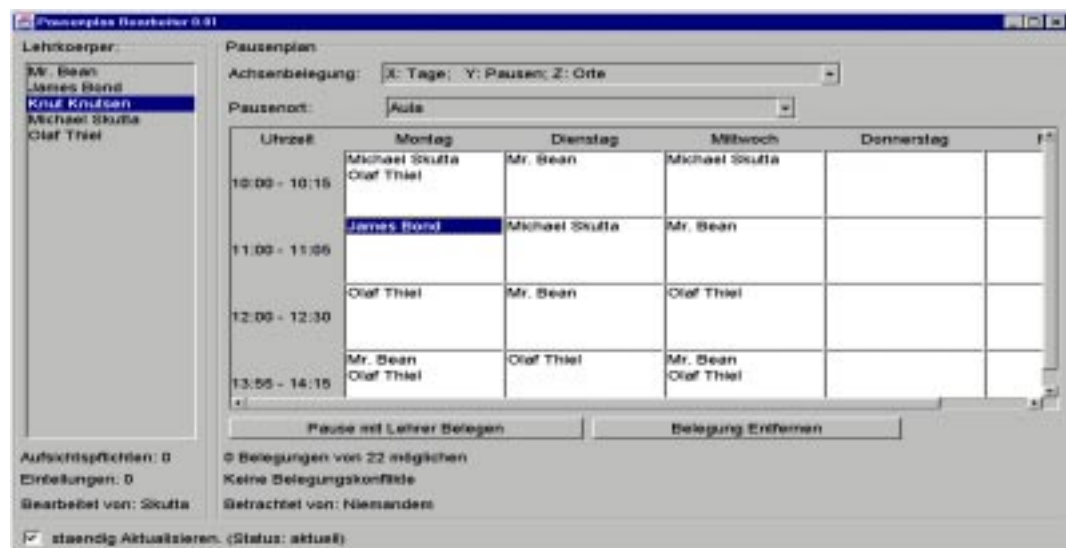 Pausenplan Bearbeiter 0.01
Lehrkoerper:
Mr. Bean
James Bond
Knut Knutsen
Michael Skutta
Olaf Thiel
Pausenplan
Achsenbelegung: X: Tage; Y: Pausen; Z: Orte
Pausenort: Aula
Uhrzeit Montag Dienstag Mittwoch Donnerstag F
10:00 - 10:15 Michael Skutta Mr. Bean Michael Skutta
Olaf Thiel
11:00 - 11:05 James Bond Michael Skutta Mr. Bean
12:00 - 12:30 Olaf Thiel Mr. Bean Olaf Thiel
13:55 - 14:15 Mr. Bean Olaf Thiel Mr. Bean
Olaf Thiel Olaf Thiel
Pause mit Lehrer Belegen Belegung Entfernen
Aufsichtspflichten: 0 0 Belegungen von 22 möglichen
Einteilungen: 0 Keine Belegungskonflikte
Bearbeitet von: Skutta Betrachtet von: Niemandem
staendig Aktualisieren. (Status: aktuell)